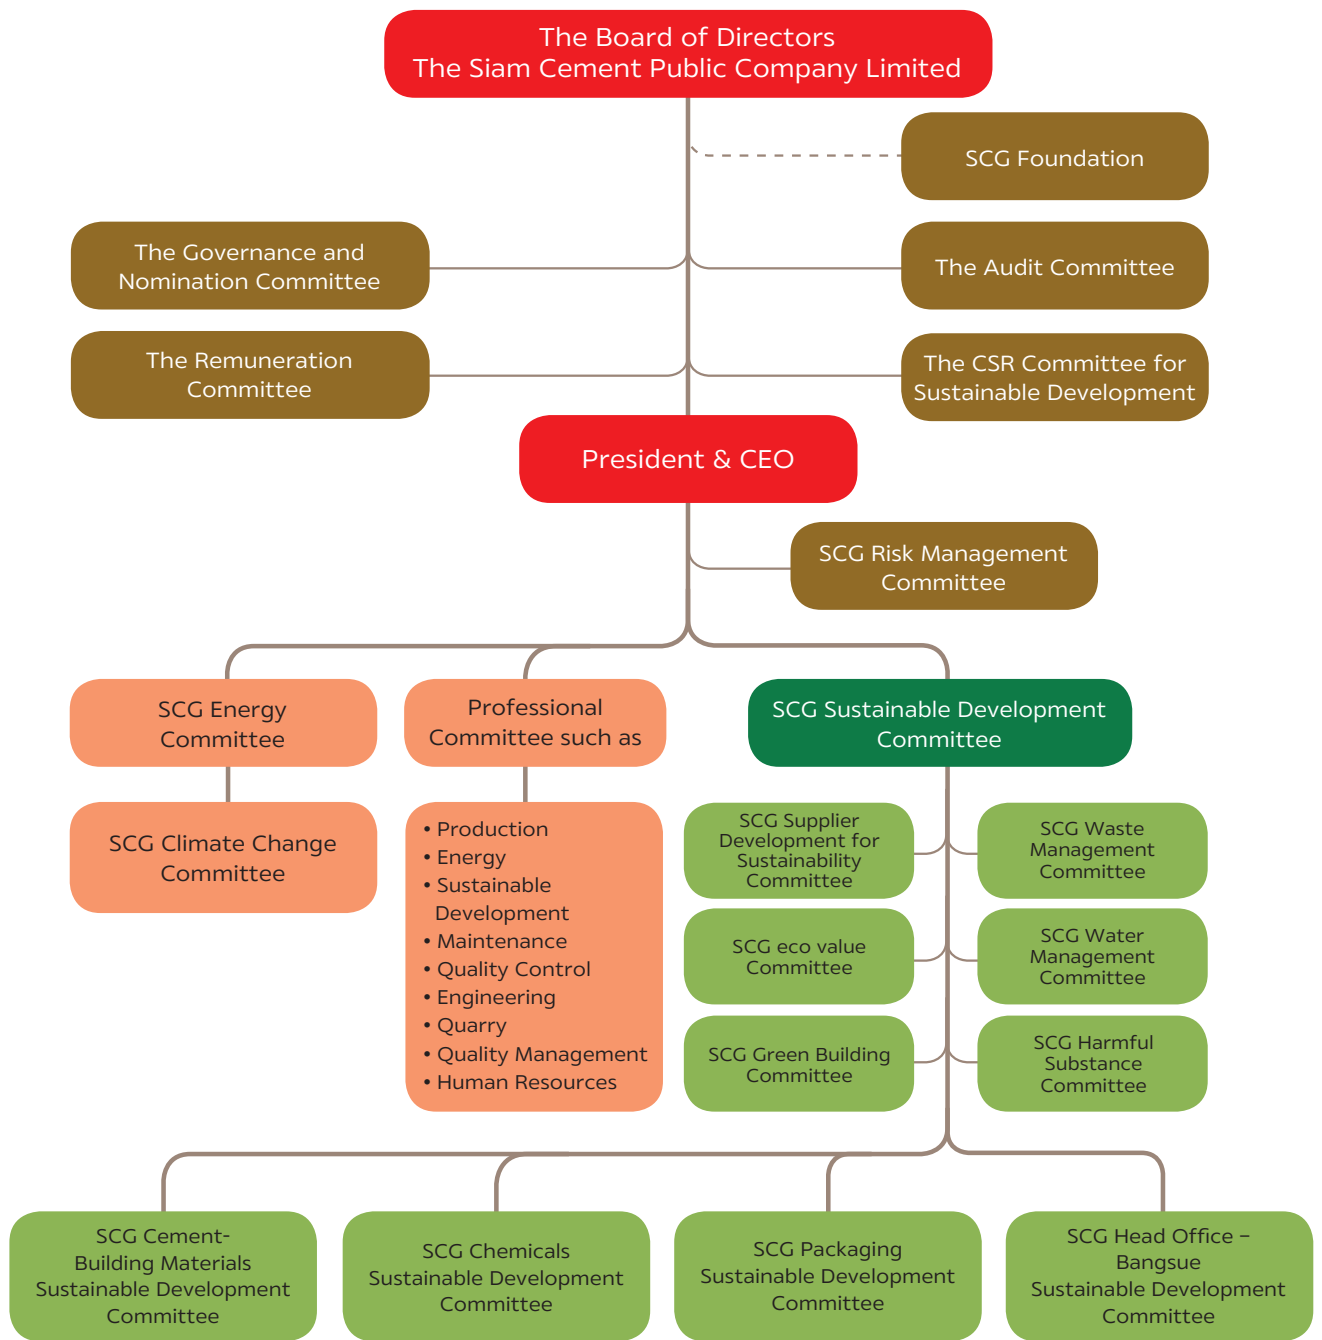 The Board of Directors
The Siam Cement Public Company Limited
SCG Foundation
The Governance and
Nomination Committee
The Audit Committee
The Remuneration
Committee
The CSR Committee for
Sustainable Development
President & CEO
SCG Risk Management
Committee
SCG Energy
Committee
Professional
Committee such as
SCG Sustainable Development
Committee
SCG Climate Change
Committee
• Production
• Energy
• Sustainable
Development
• Maintenance
• Quality Control
• Engineering
• Quarry
• Quality Management
• Human Resources
SCG Supplier
Development for
Sustainability
Committee
SCG Waste
Management
Committee
SCG eco value
Committee
SCG Water
Management
Committee
SCG Green Building
Committee
SCG Harmful
Substance
Committee
SCG Cement-
Building Materials
Sustainable Development
Committee
SCG Chemicals
Sustainable Development
Committee
SCG Packaging
Sustainable Development
Committee
SCG Head Office –
Bangsue
Sustainable Development
Committee